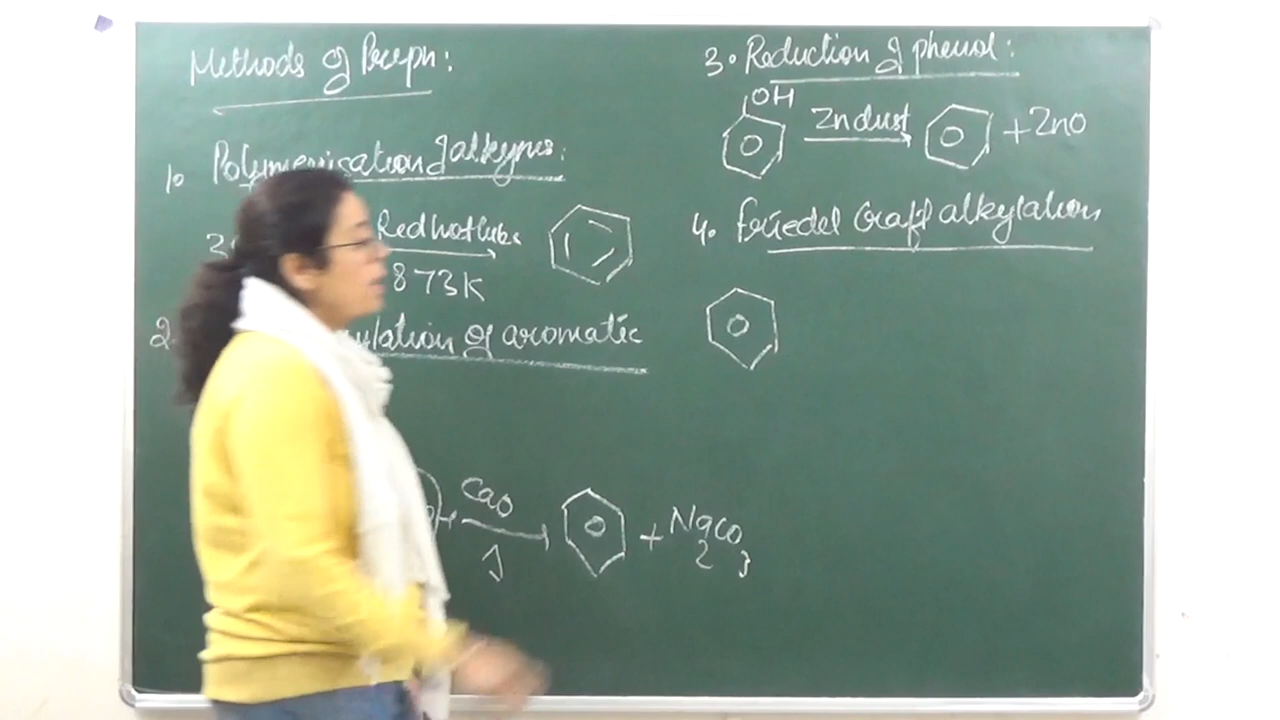 Methods of Prepn:
1. Polymerisation of alkynes:
Red hot tube
873K
2. ylation of aromatic
CaO
Δ
+ Na2CO3
3. Reduction of phenol:
OH
Zn dust
+ ZnO
4. Friedel Craft alkylation